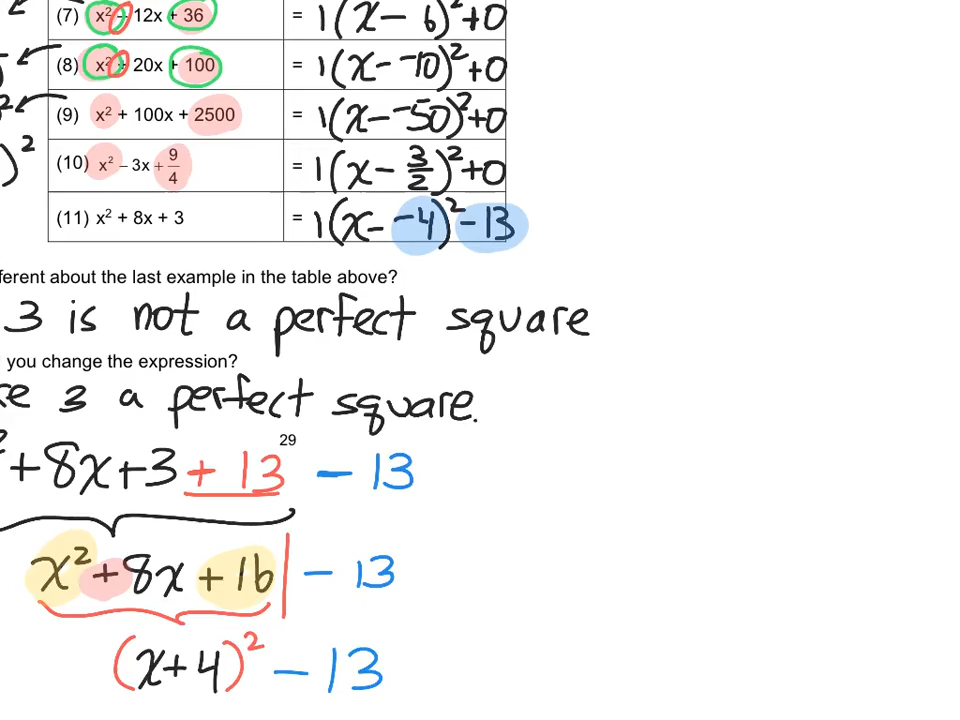 (7) x² - 12x + 36 = 1(x - 6)² + 0
(8) x² + 20x + 100 = 1(x - -10)² + 0
(9) x² + 100x + 2500 = 1(x - -50)² + 0
(10) x² - 3x + 9/4 = 1(x - 3/2)² + 0
)²
(11) x² + 8x + 3 = 1(x - -4)² - 13
ferent about the last example in the table above?
3 is not a perfect square
you change the expression?
re 3 a perfect square.
29
² + 8x + 3 + 13 - 13
x² + 8x + 16 - 13
(x + 4)² - 13